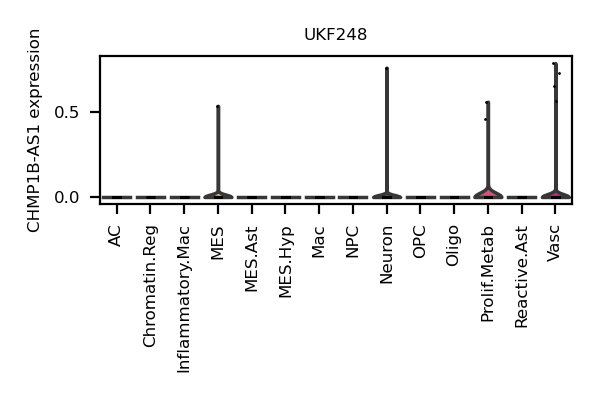 UKF248
CHMP1B-AS1 expression
0.5
0.0
AC
Chromatin.Reg
Inflammatory.Mac
MES
MES.Ast
MES.Hyp
Mac
NPC
Neuron
OPC
Oligo
Prolif.Metab
Reactive.Ast
Vasc